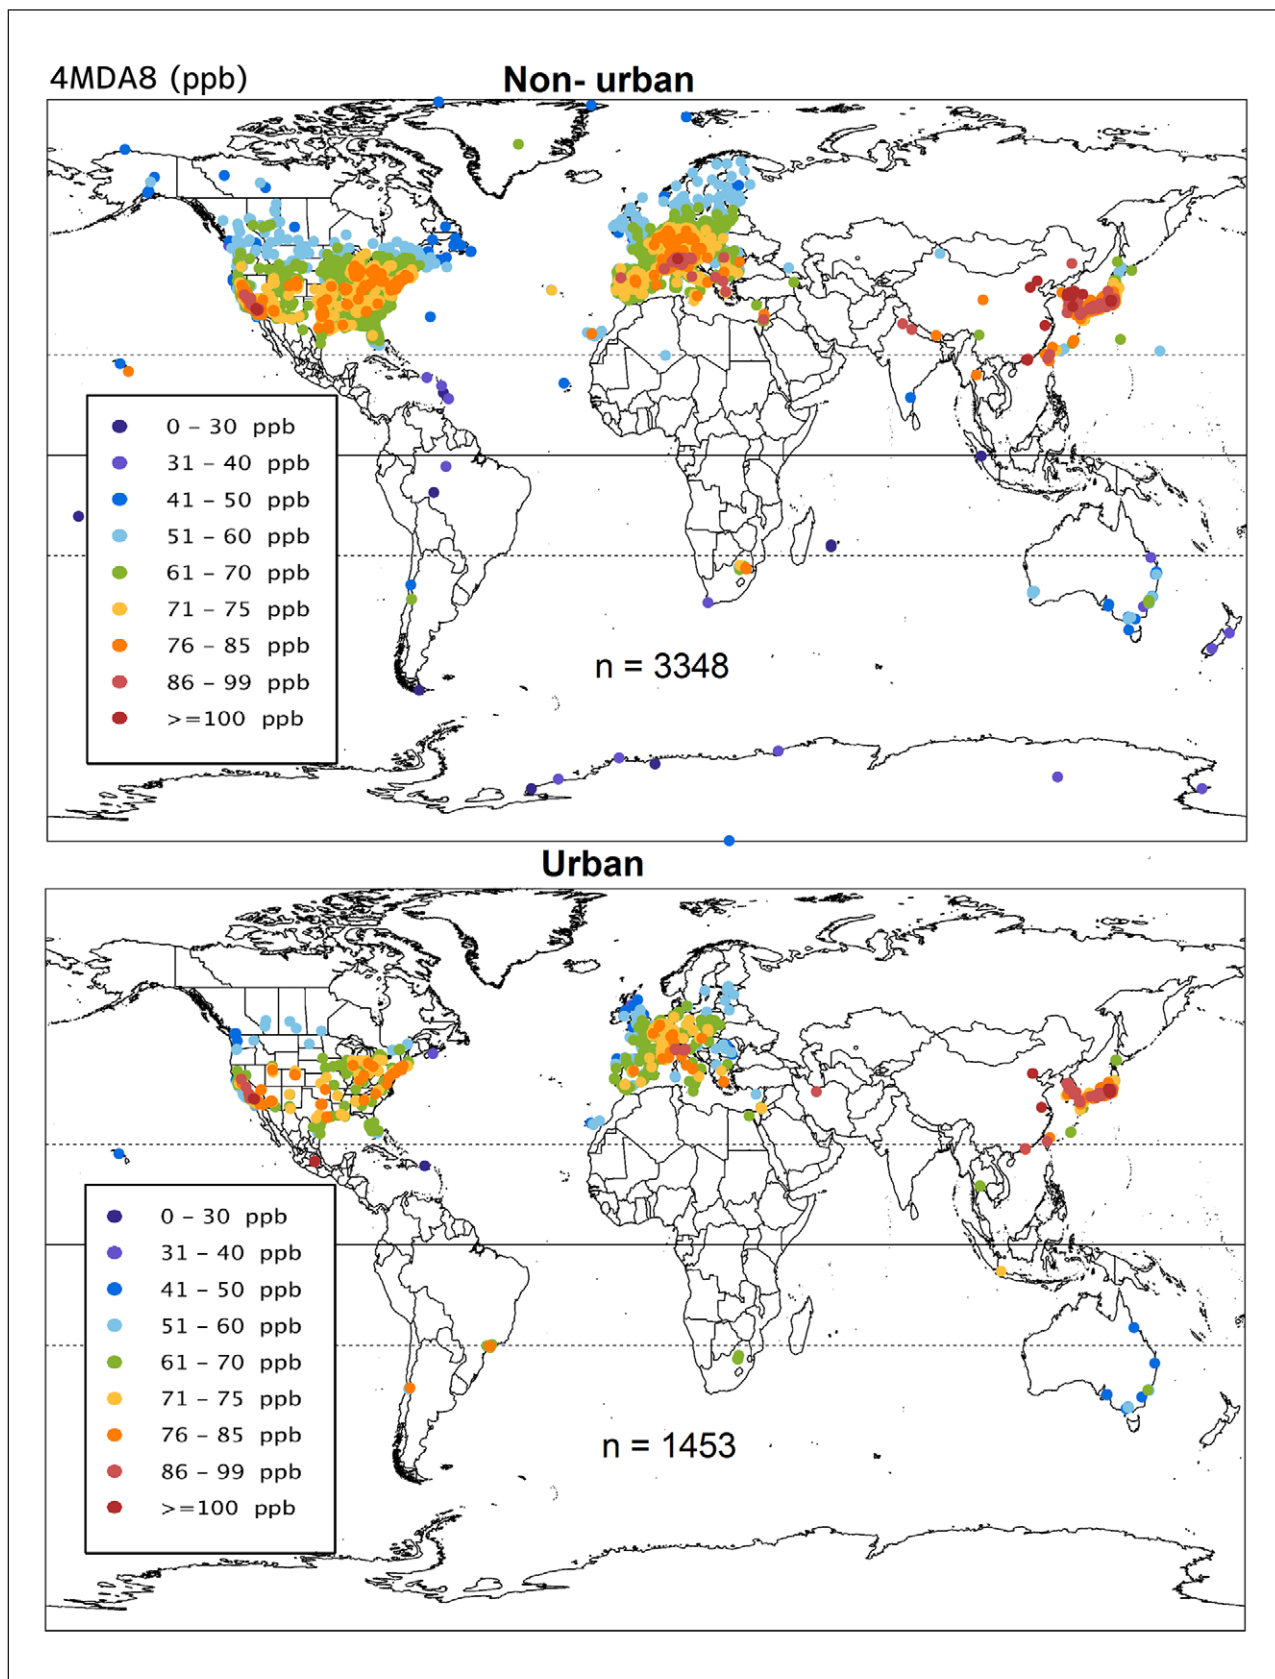 4MDA8 (ppb)
Non- urban
0 – 30 ppb
31 – 40 ppb
41 – 50 ppb
51 – 60 ppb
61 – 70 ppb
71 – 75 ppb
76 – 85 ppb
86 – 99 ppb
>=100 ppb
n = 3348
Urban
0 – 30 ppb
31 – 40 ppb
41 – 50 ppb
51 – 60 ppb
61 – 70 ppb
71 – 75 ppb
76 – 85 ppb
86 – 99 ppb
>=100 ppb
n = 1453